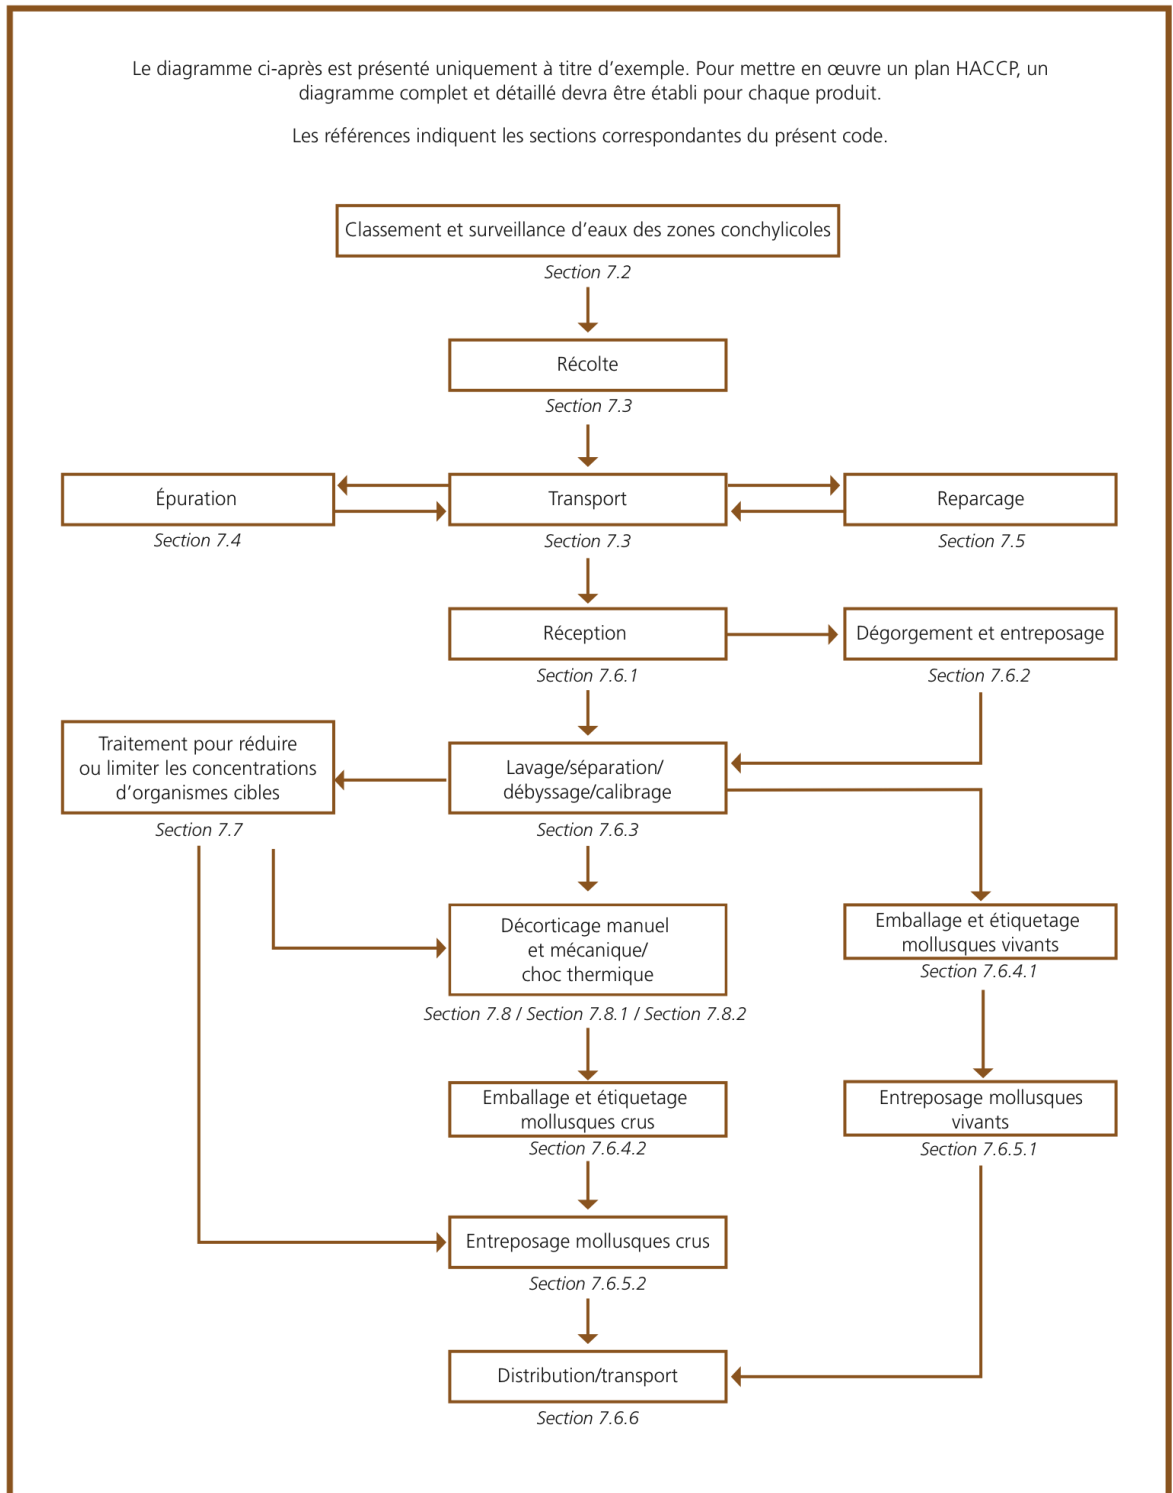 Le diagramme ci-après est présenté uniquement à titre d'exemple. Pour mettre en œuvre un plan HACCP, un
diagramme complet et détaillé devra être établi pour chaque produit.
Les références indiquent les sections correspondantes du présent code.
Classement et surveillance d'eaux des zones conchylicoles
Section 7.2
Récolte
Section 7.3
Épuration
Section 7.4
Transport
Section 7.3
Reparcage
Section 7.5
Réception
Section 7.6.1
Dégorgement et entreposage
Section 7.6.2
Traitement pour réduire
ou limiter les concentrations
d'organismes cibles
Section 7.7
Lavage/séparation/
débyssage/calibrage
Section 7.6.3
Décorticage manuel
et mécanique/
choc thermique
Section 7.8 / Section 7.8.1 / Section 7.8.2
Emballage et étiquetage
mollusques vivants
Section 7.6.4.1
Emballage et étiquetage
mollusques crus
Section 7.6.4.2
Entreposage mollusques
vivants
Section 7.6.5.1
Entreposage mollusques crus
Section 7.6.5.2
Distribution/transport
Section 7.6.6